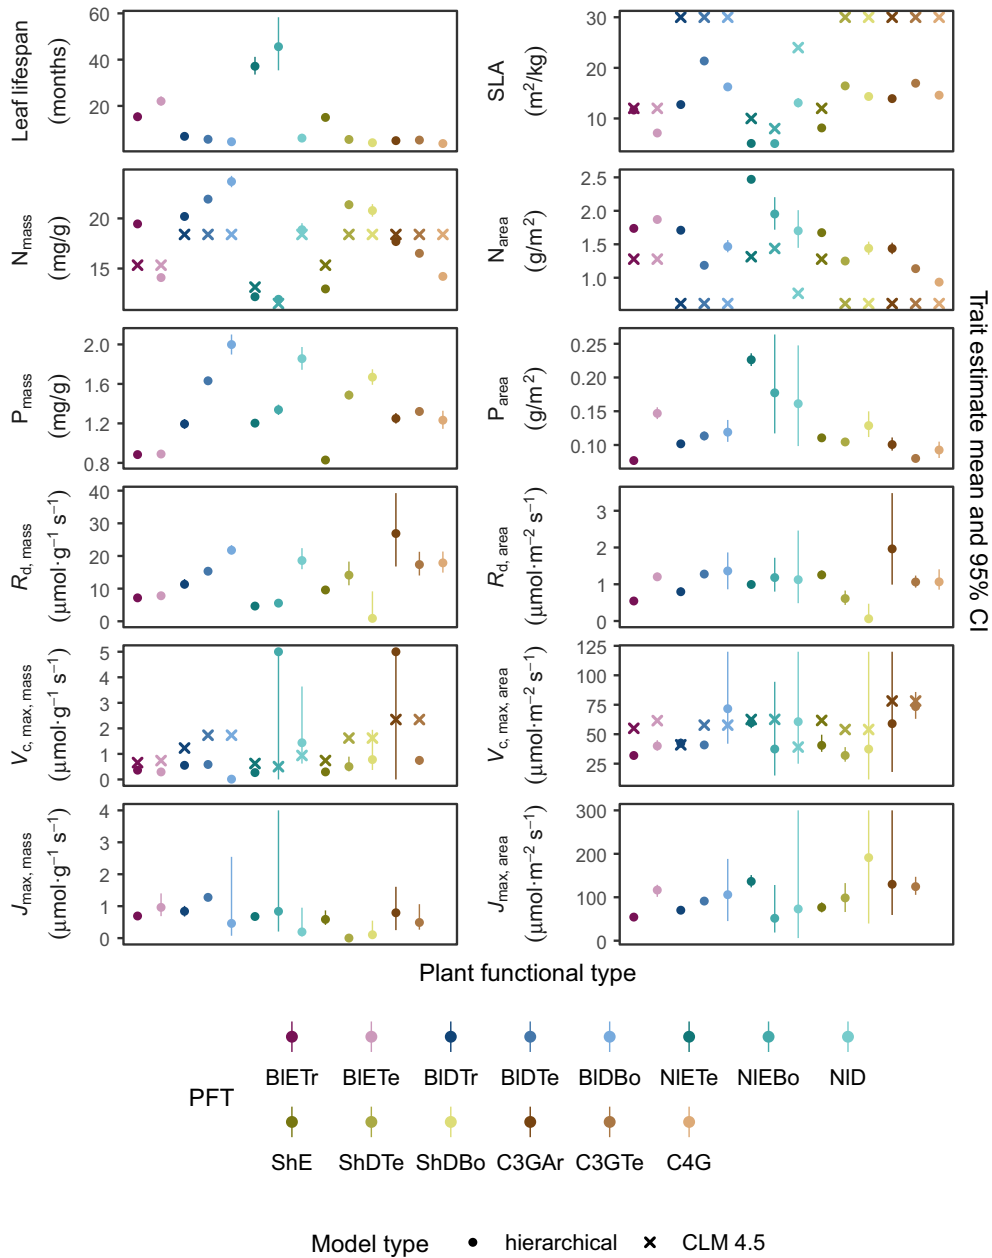 Leaf lifespan
(months)
60
40
20
SLA
(m²/kg)
30
20
10
Nmass
(mg/g)
20
15
Narea
(g/m²)
2.5
2.0
1.5
1.0
Pmass
(mg/g)
2.0
1.6
1.2
0.8
Parea
(g/m²)
0.25
0.20
0.15
0.10
Rd, mass
(μmol·g⁻¹ s⁻¹)
40
30
20
10
0
Rd, area
(μmol·m⁻² s⁻¹)
3
2
1
0
Vc, max, mass
(μmol·g⁻¹ s⁻¹)
5
4
3
2
1
0
Vc, max, area
(μmol·m⁻² s⁻¹)
125
100
75
50
25
Jmax, mass
(μmol·g⁻¹ s⁻¹)
4
3
2
1
0
Jmax, area
(μmol·m⁻² s⁻¹)
300
200
100
0
Trait estimate mean and 95% CI
Plant functional type
PFT
BlETr BlETe BlDTr BlDTe BlDBo NlETe NlEBo NlD
ShE ShDTe ShDBo C3GAr C3GTe C4G
Model type hierarchical CLM 4.5